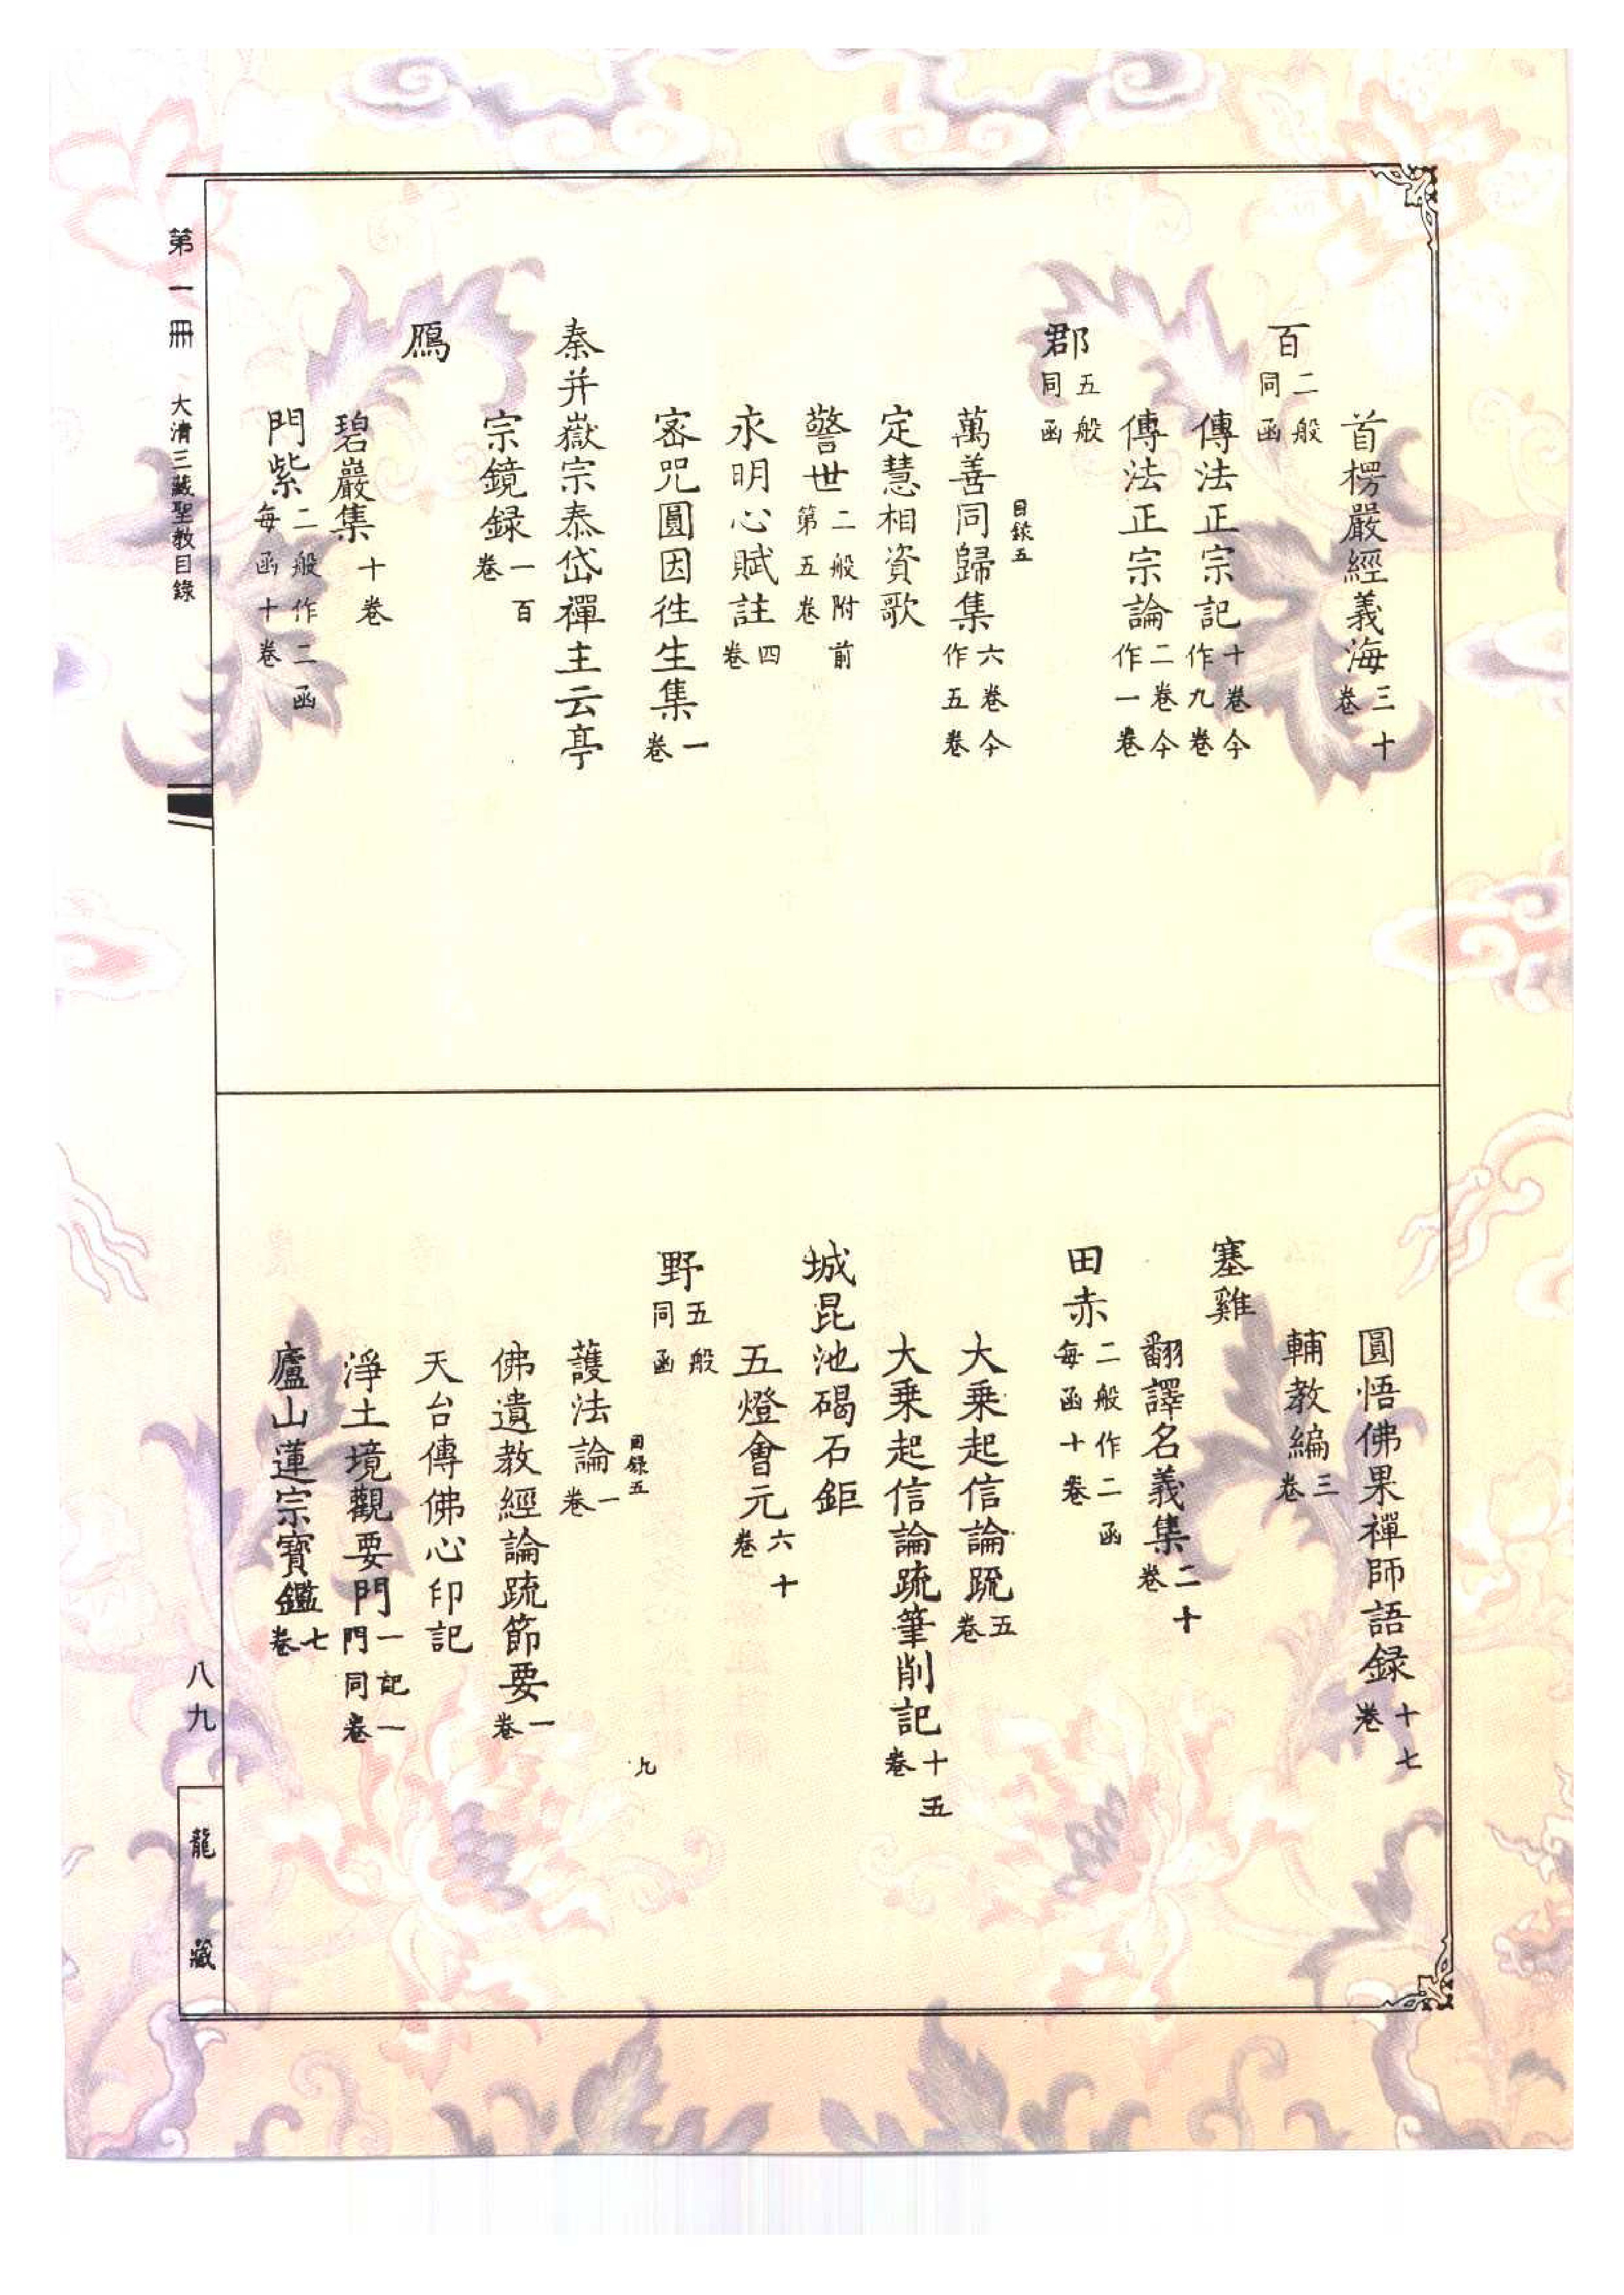 首楞嚴經義海三十卷
百二般同函
傳法正宗記十卷今作九卷
傳法正宗論二卷今作一卷
郡五般同函
目錄五
萬善同歸集六卷今作五卷
定慧相資歌
警世二般附前第五卷
永明心賦註四卷
密咒圓因徃生集一卷
秦并嶽宗泰岱禪主云亭
宗鏡録一百卷
鴈
碧巖集十卷
門紫二般作二函每函十卷
圓悟佛果禪師語録十七卷
輔教編三卷
塞雞
翻譯名義集二十卷
田赤二般作二函每函十卷
大乗起信論䟽五卷
大乗起信論疏筆削記十五卷
城昆池碣石鉅
五燈會元六十卷
野五般同函
目錄五
九
護法論一卷
佛遺教經論疏節要一卷
天台傳佛心印記
淨土境觀要門一記一門同卷
廬山蓮宗寶鑑七卷
第一冊 大清三藏聖教目錄
八九
龍藏